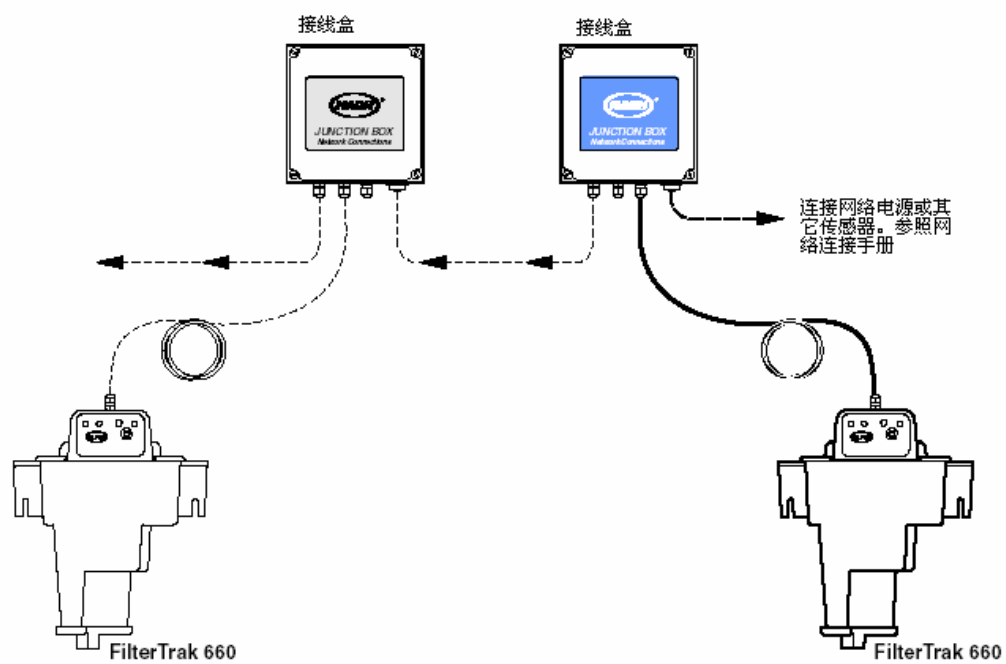 接线盒
接线盒
HACH
JUNCTION BOX
Network Connections
JUNCTION BOX
Network Connections
连接网络电源或其
它传感器。参照网
络连接手册
FilterTrak 660
FilterTrak 660